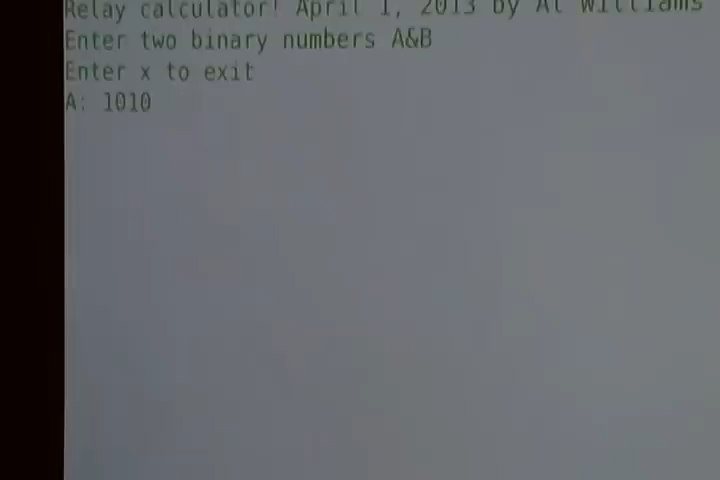 Relay calculator! April 1, 2013 by Al Williams
Enter two binary numbers A&B
Enter x to exit
A: 1010